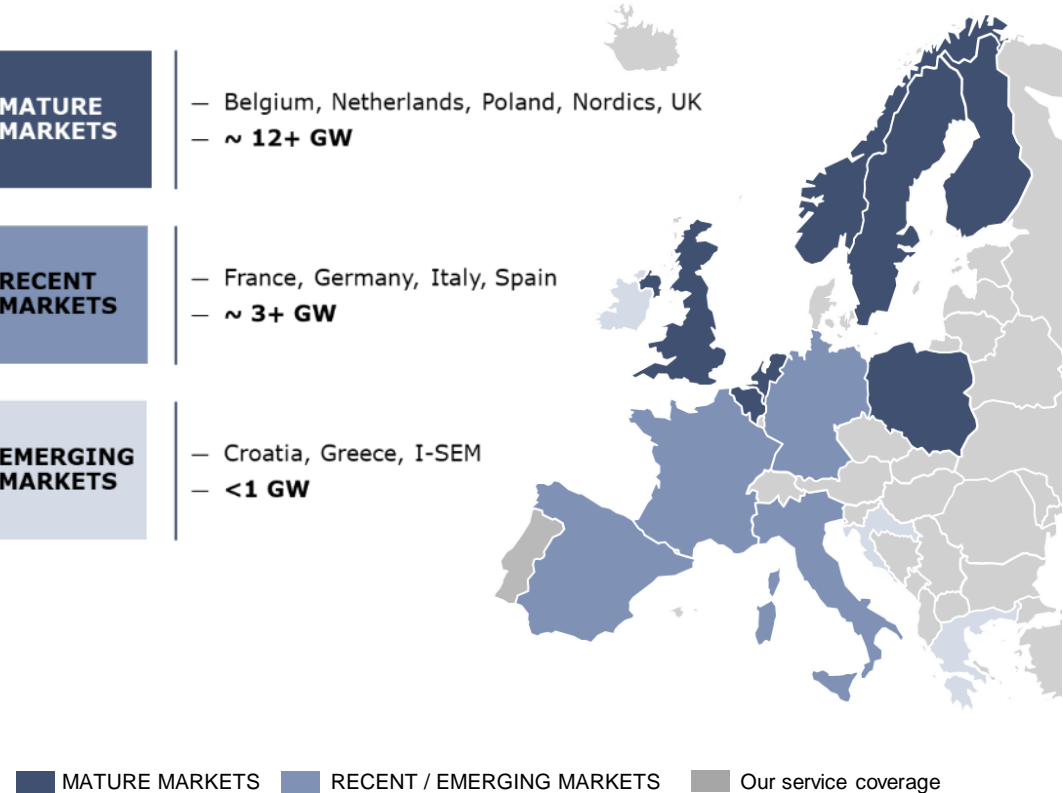 MATURE
MARKETS
— Belgium, Netherlands, Poland, Nordics, UK
— ~ 12+ GW
RECENT
MARKETS
— France, Germany, Italy, Spain
— ~ 3+ GW
EMERGING
MARKETS
— Croatia, Greece, I-SEM
— <1 GW
MATURE MARKETS
RECENT / EMERGING MARKETS
Our service coverage